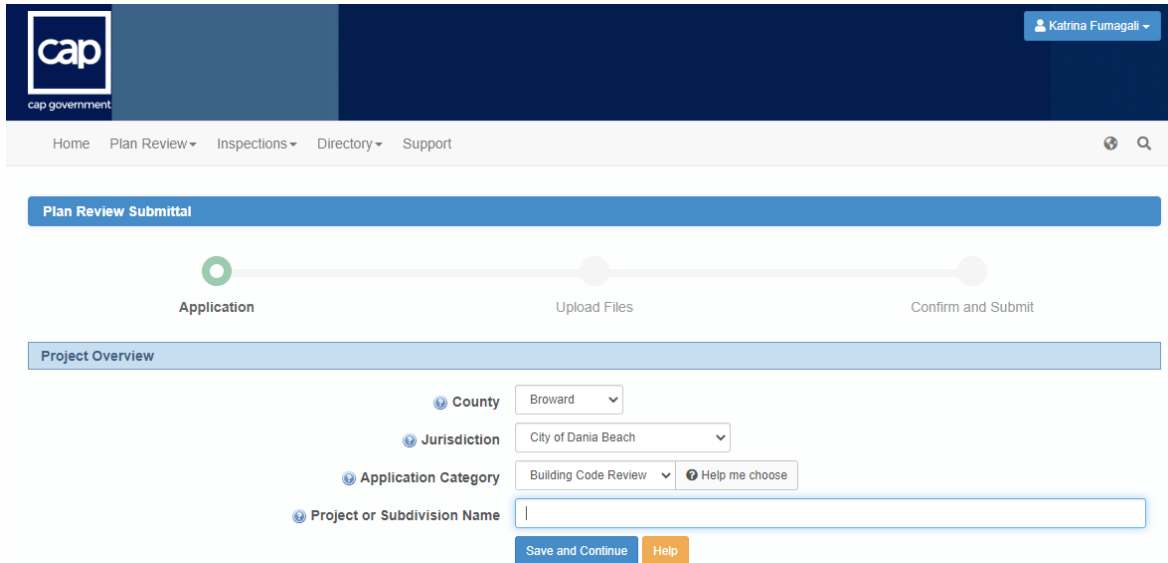 cap
cap government
Katrina Fumagali
Home Plan Review Inspections Directory Support
Plan Review Submittal
Application Upload Files Confirm and Submit
Project Overview
County Broward
Jurisdiction City of Dania Beach
Application Category Building Code Review Help me choose
Project or Subdivision Name
Save and Continue Help